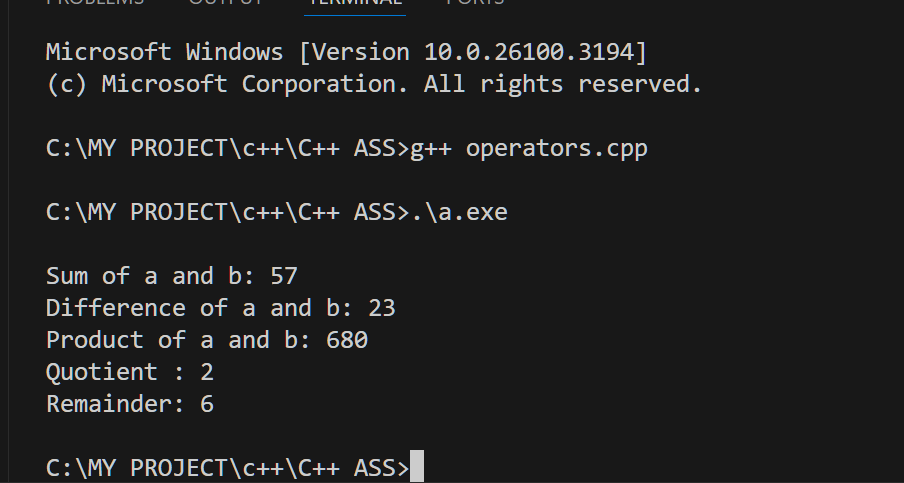 PROBLEMS OUTPUT TERMINAL PORTS
Microsoft Windows [Version 10.0.26100.3194]
(c) Microsoft Corporation. All rights reserved.
C:\MY PROJECT\c++\C++ ASS>g++ operators.cpp
C:\MY PROJECT\c++\C++ ASS>.\a.exe
Sum of a and b: 57
Difference of a and b: 23
Product of a and b: 680
Quotient : 2
Remainder: 6
C:\MY PROJECT\c++\C++ ASS>